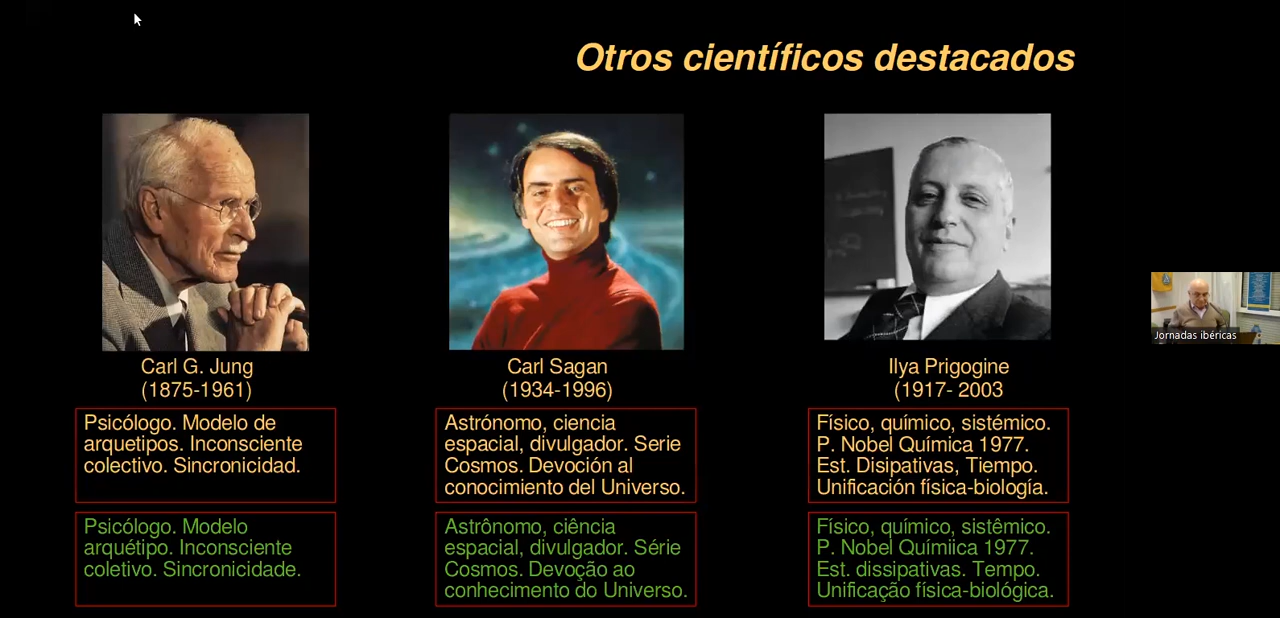 Otros científicos destacados
Carl G. Jung
(1875-1961)
Psicólogo. Modelo de
arquetipos. Inconsciente
colectivo. Sincronicidad.
Psicólogo. Modelo
arquétipo. Inconsciente
coletivo. Sincronicidade.
Carl Sagan
(1934-1996)
Astrónomo, ciencia
espacial, divulgador. Serie
Cosmos. Devoción al
conocimiento del Universo.
Astrônomo, ciência
espacial, divulgador. Série
Cosmos. Devoção ao
conhecimento do Universo.
Ilya Prigogine
(1917- 2003
Físico, químico, sistémico.
P. Nobel Química 1977.
Est. Disipativas, Tiempo.
Unificación física-biología.
Físico, químico, sistêmico.
P. Nobel Quimiica 1977.
Est. dissipativas. Tempo.
Unificação física-biológica.
Jornadas ibéricas